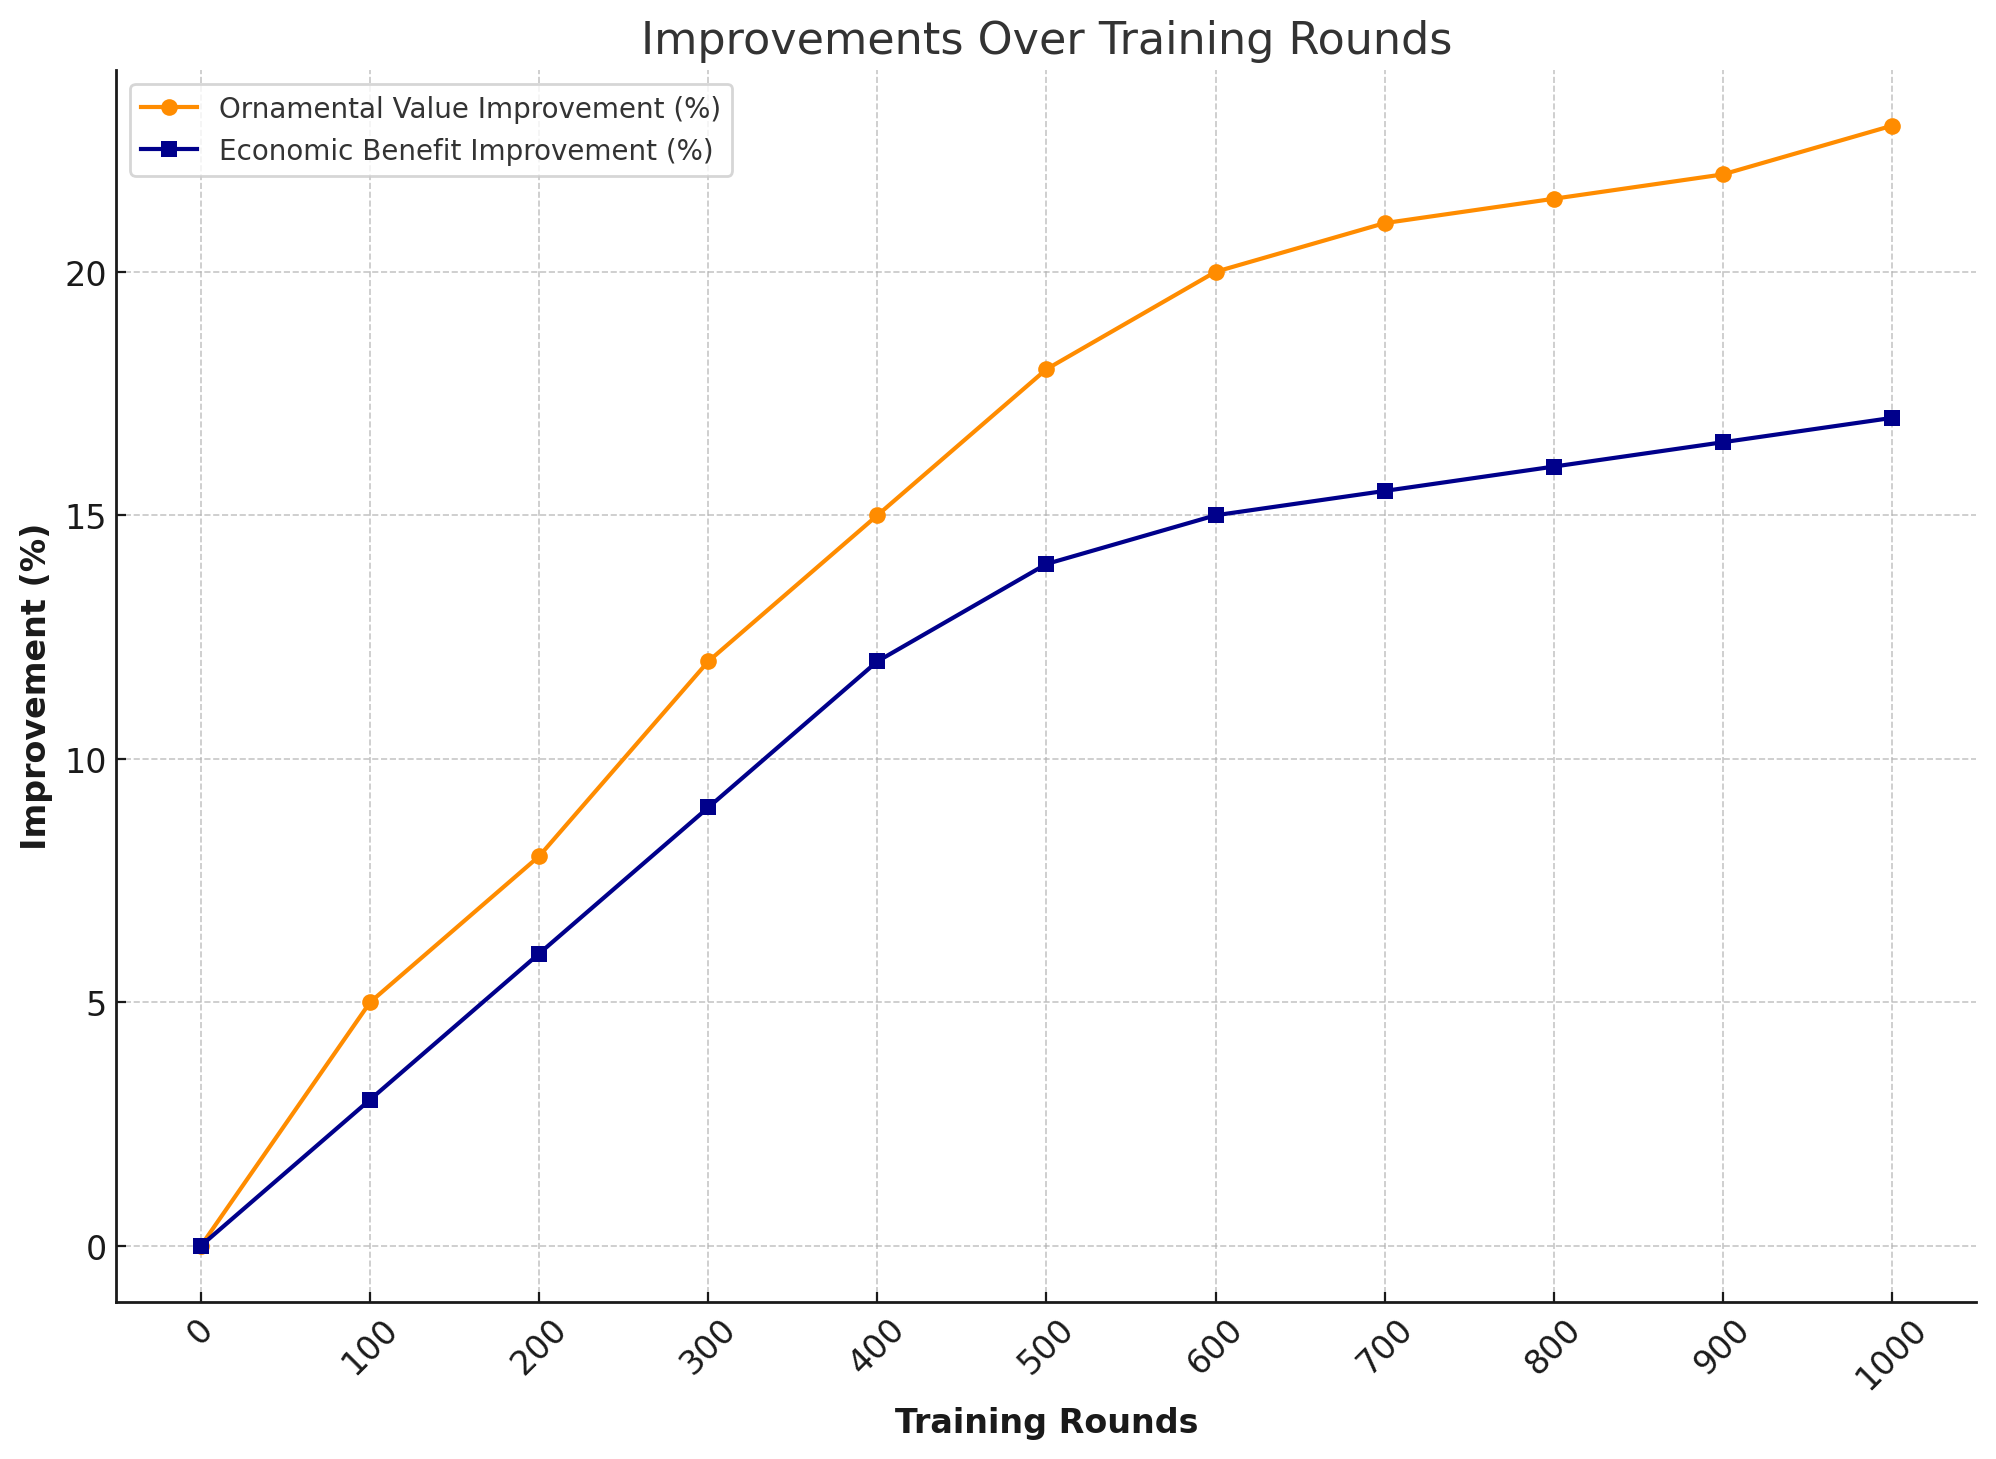 Improvements Over Training Rounds
Ornamental Value Improvement (%)
Economic Benefit Improvement (%)
Improvement (%)
20
15
10
5
0
0 100 200 300 400 500 600 700 800 900 1000
Training Rounds